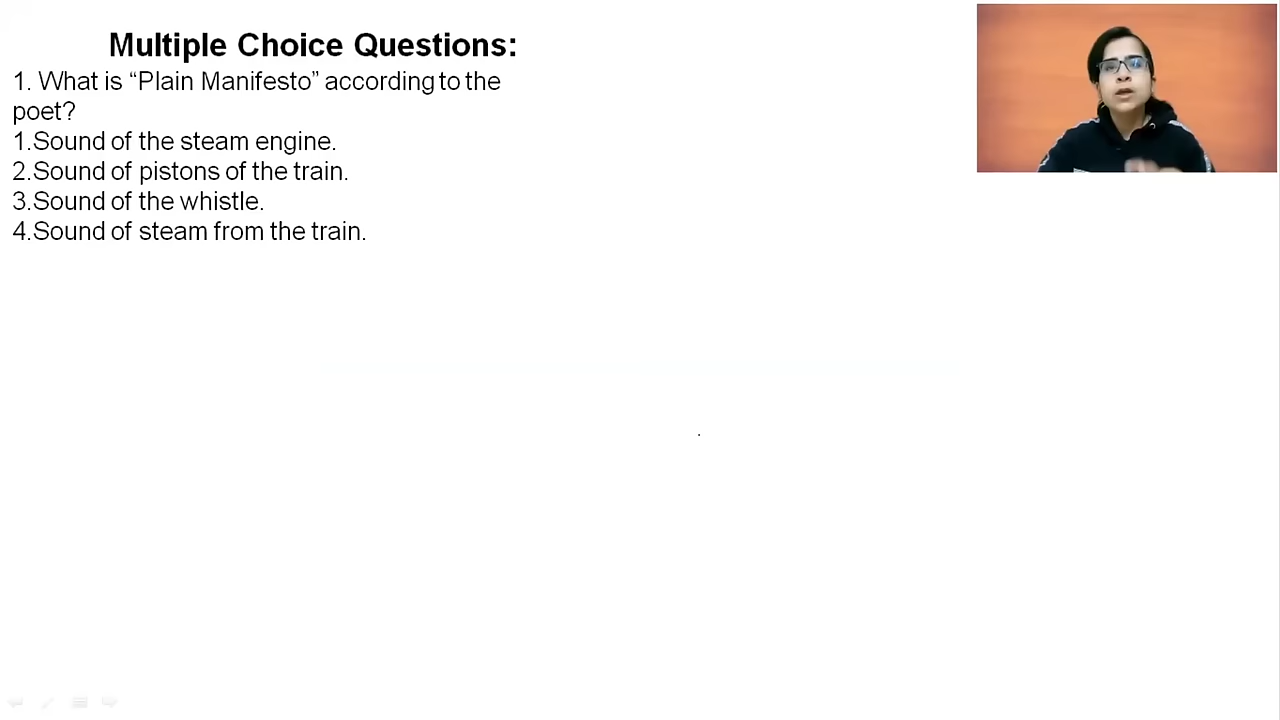 Multiple Choice Questions:
1. What is “Plain Manifesto” according to the
poet?
1.Sound of the steam engine.
2.Sound of pistons of the train.
3.Sound of the whistle.
4.Sound of steam from the train.